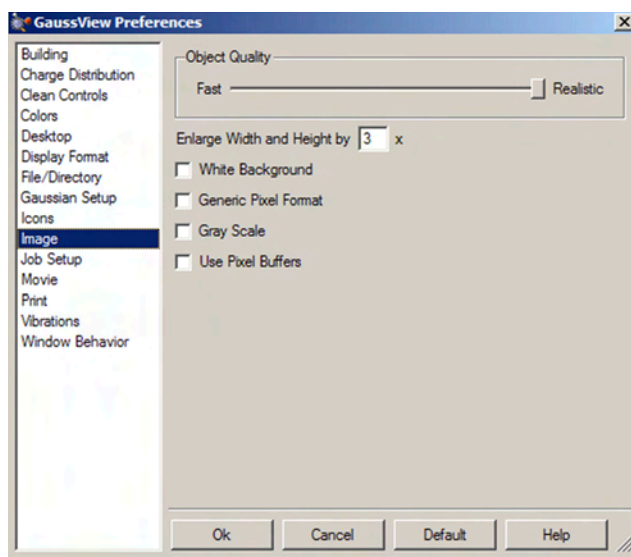 GaussView Preferences
Building
Charge Distribution
Clean Controls
Colors
Desktop
Display Format
File/Directory
Gaussian Setup
Icons
Image
Job Setup
Movie
Print
Vibrations
Window Behavior
Object Quality
Fast Realistic
Enlarge Width and Height by 3 x
White Background
Generic Pixel Format
Gray Scale
Use Pixel Buffers
Ok Cancel Default Help